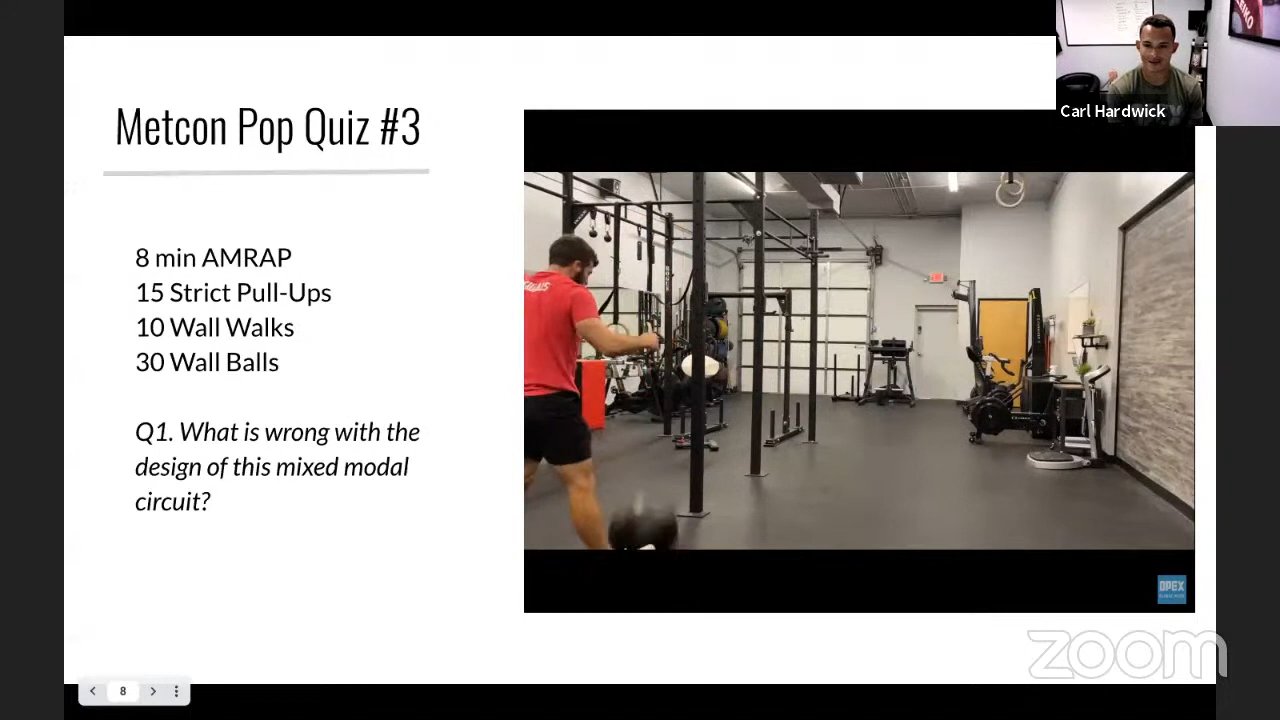 Metcon Pop Quiz #3
Carl Hardwick
8 min AMRAP
15 Strict Pull-Ups
10 Wall Walks
30 Wall Balls
Q1. What is wrong with the
design of this mixed modal
circuit?
OPEX
zoom
8